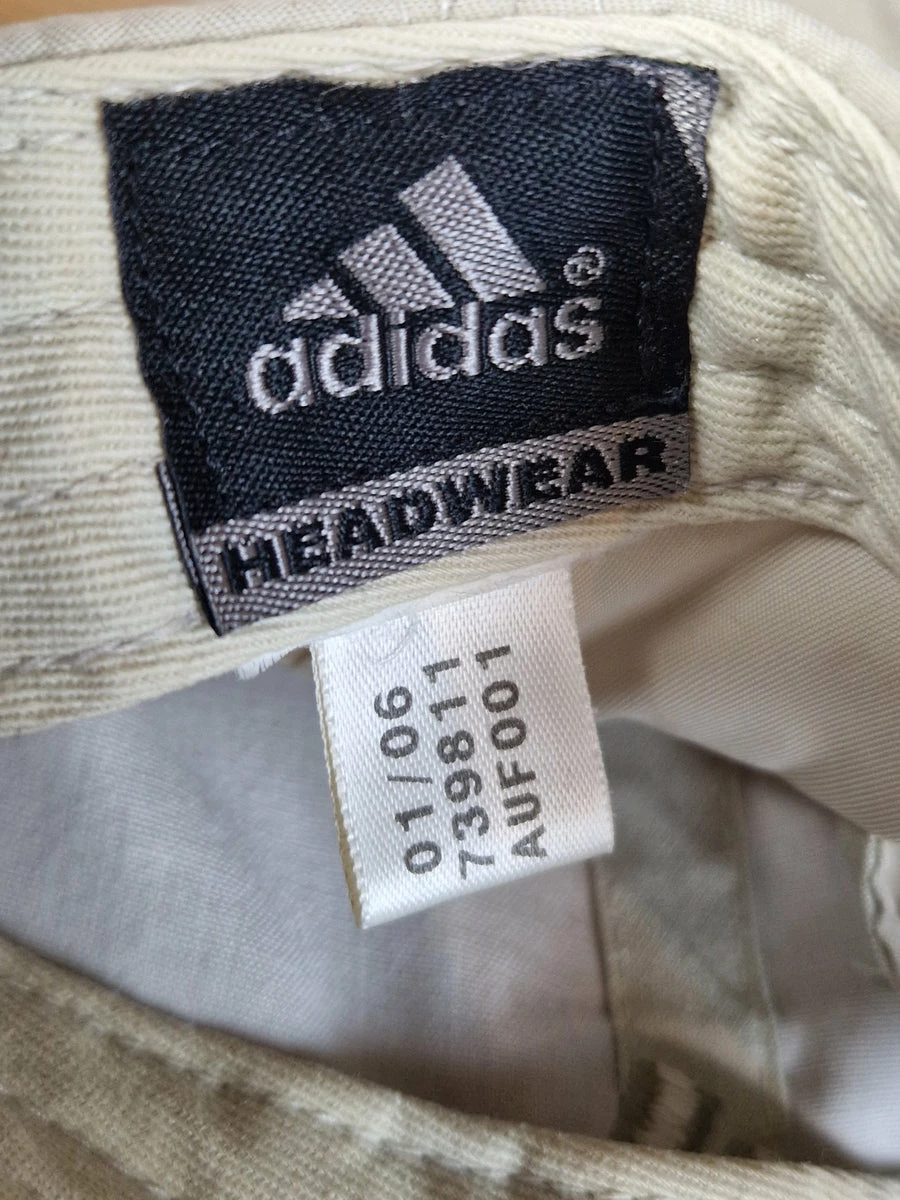 adidas®
HEADWEAR
01/06
739811
AUF001